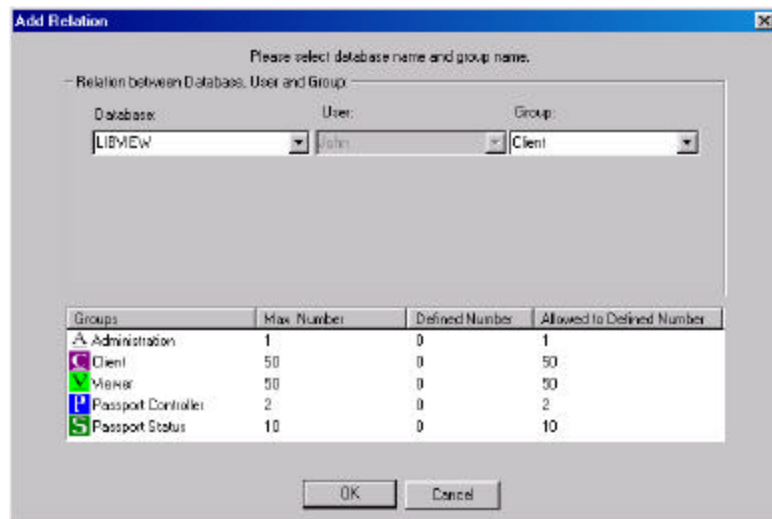 Add Relation
Please select database name and group name.
Relation between Database, User and Group:
Database: User: Group:
LIBVIEW John Client
Groups Max Number Defined Number Allowed to Defined Number
A Administration 1 0 1
C Client 50 0 50
V Viewer 50 0 50
P Passport Controller 2 0 2
S Passport Status 10 0 10
OK Cancel